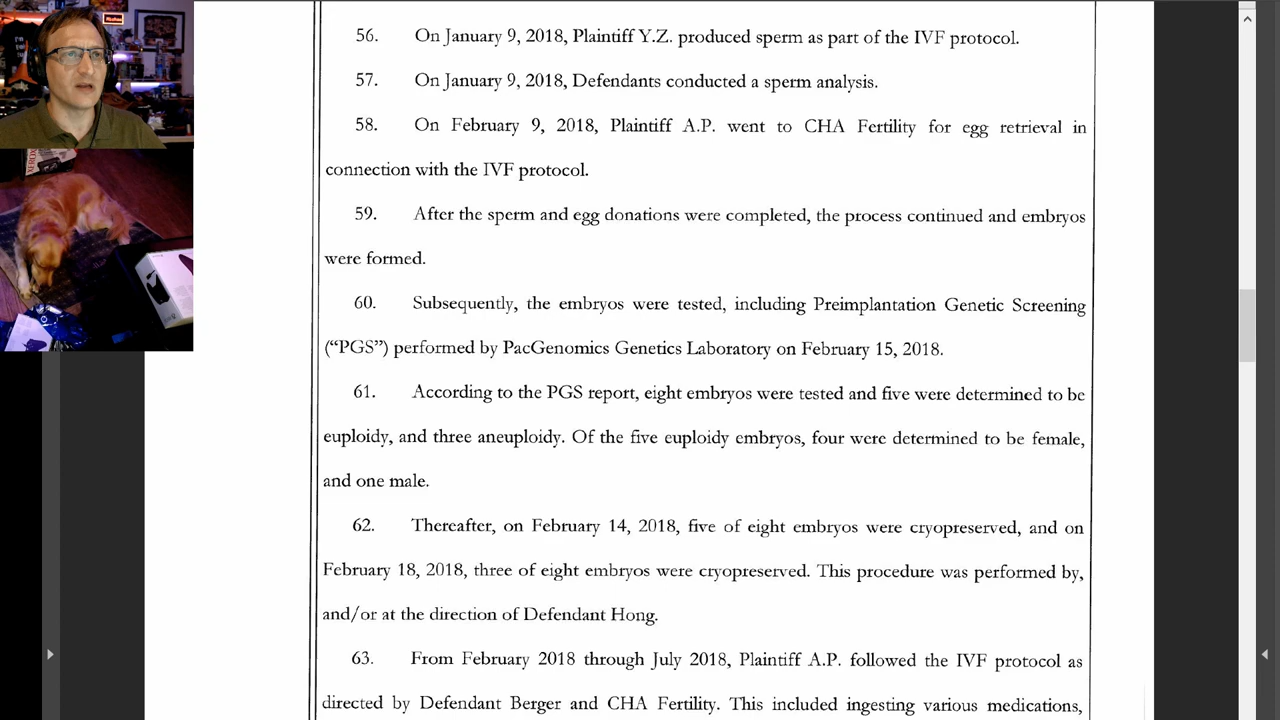 56. On January 9, 2018, Plaintiff Y.Z. produced sperm as part of the IVF protocol.
57. On January 9, 2018, Defendants conducted a sperm analysis.
58. On February 9, 2018, Plaintiff A.P. went to CHA Fertility for egg retrieval in
connection with the IVF protocol.
59. After the sperm and egg donations were completed, the process continued and embryos
were formed.
60. Subsequently, the embryos were tested, including Preimplantation Genetic Screening
(“PGS”) performed by PacGenomics Genetics Laboratory on February 15, 2018.
61. According to the PGS report, eight embryos were tested and five were determined to be
euploidy, and three aneuploidy. Of the five euploidy embryos, four were determined to be female,
and one male.
62. Thereafter, on February 14, 2018, five of eight embryos were cryopreserved, and on
February 18, 2018, three of eight embryos were cryopreserved. This procedure was performed by,
and/or at the direction of Defendant Hong.
63. From February 2018 through July 2018, Plaintiff A.P. followed the IVF protocol as
directed by Defendant Berger and CHA Fertility. This included ingesting various medications,
XEROX